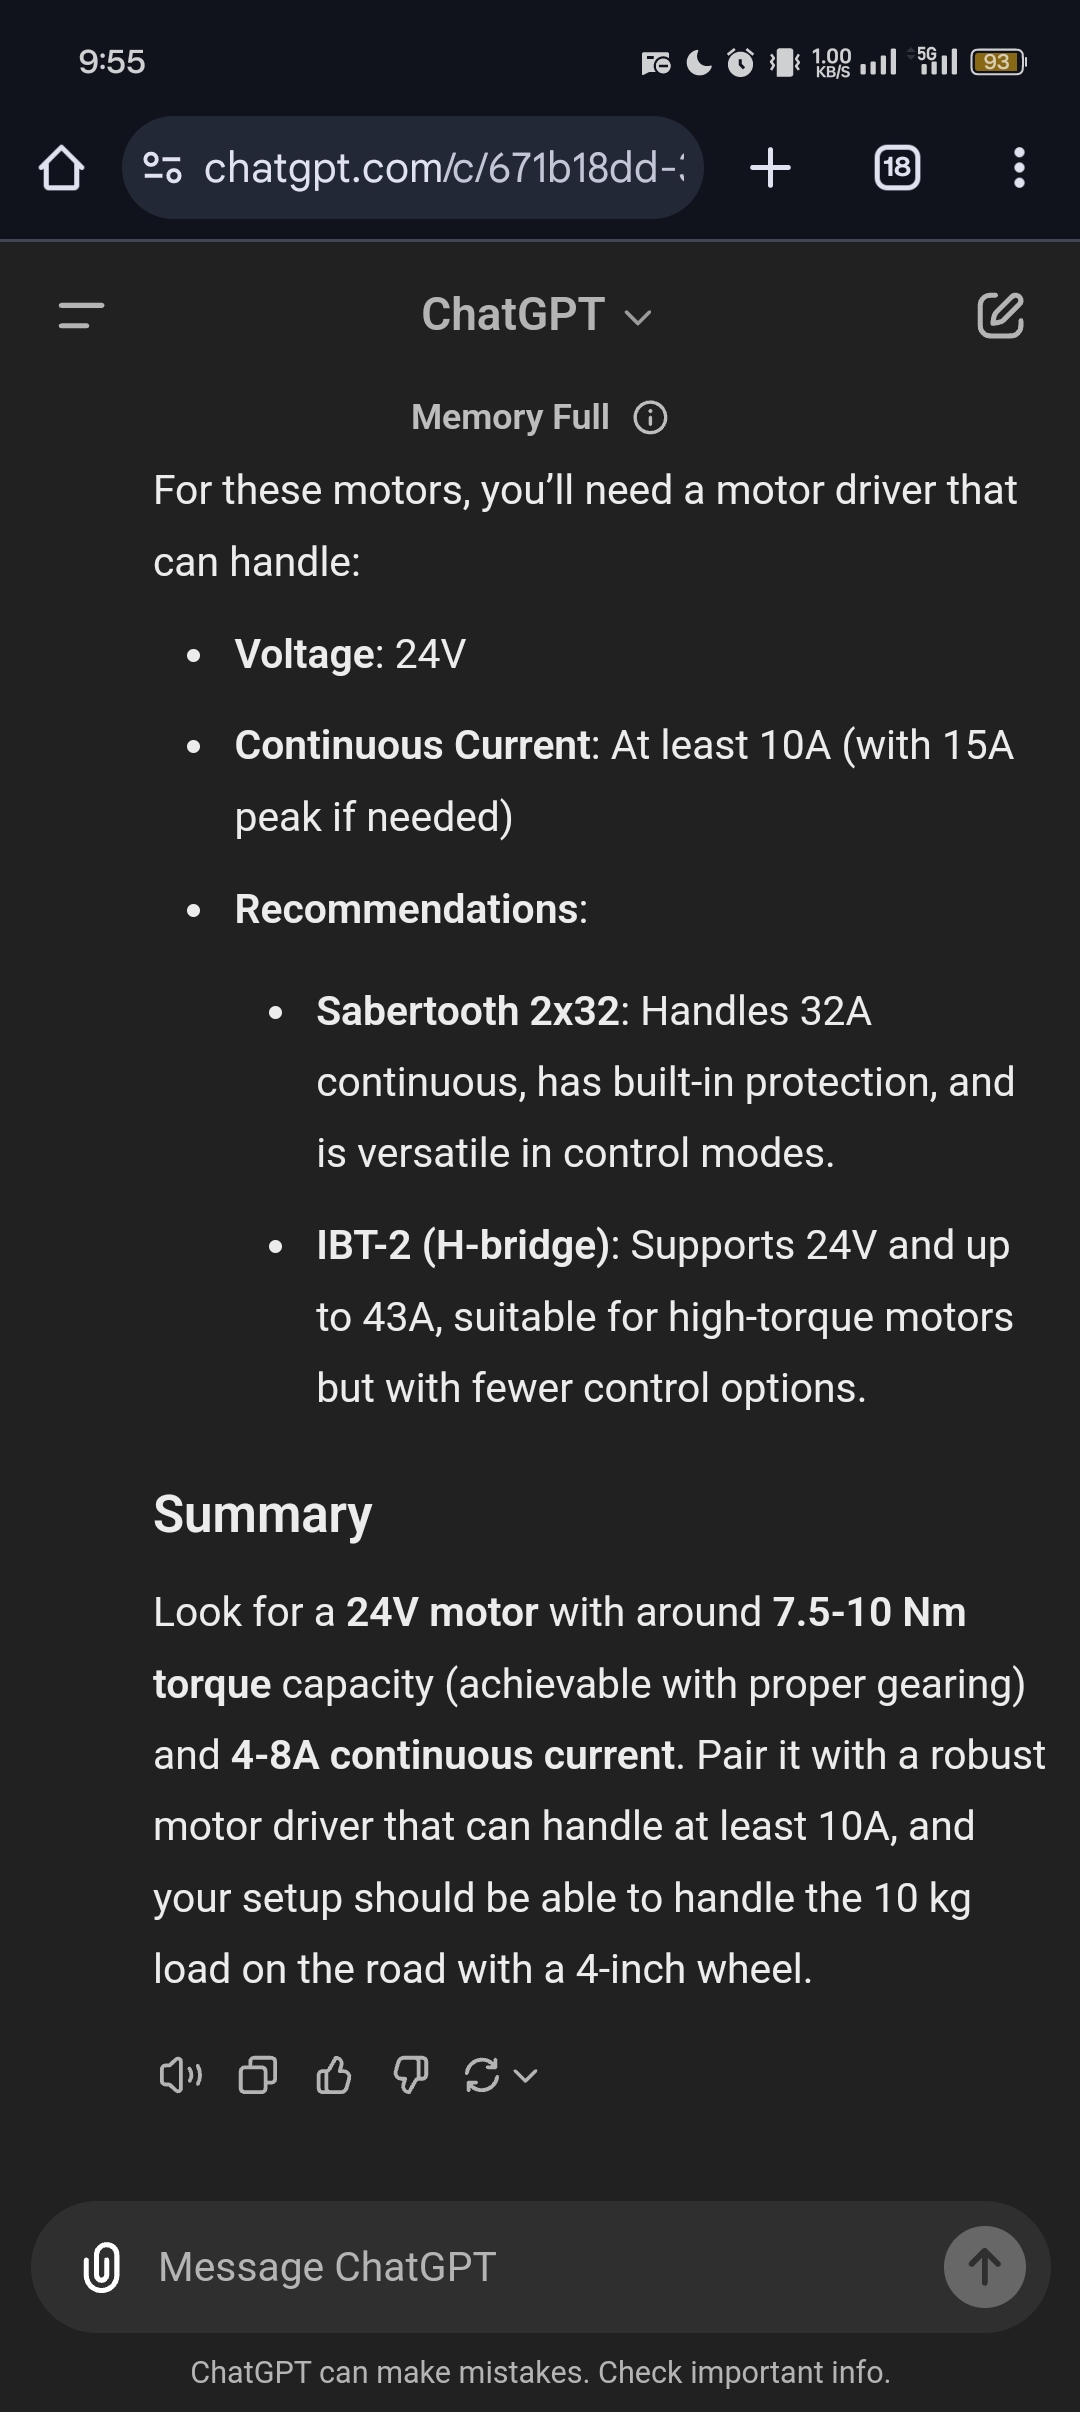 9:55
1.00
KB/S
5G
93
chatgpt.com/c/671b18dd-
18
ChatGPT
Memory Full
For these motors, you’ll need a motor driver that
can handle:
• Voltage: 24V
• Continuous Current: At least 10A (with 15A
peak if needed)
• Recommendations:
• Sabertooth 2x32: Handles 32A
continuous, has built-in protection, and
is versatile in control modes.
• IBT-2 (H-bridge): Supports 24V and up
to 43A, suitable for high-torque motors
but with fewer control options.
Summary
Look for a 24V motor with around 7.5-10 Nm
torque capacity (achievable with proper gearing)
and 4-8A continuous current. Pair it with a robust
motor driver that can handle at least 10A, and
your setup should be able to handle the 10 kg
load on the road with a 4-inch wheel.
Message ChatGPT
ChatGPT can make mistakes. Check important info.